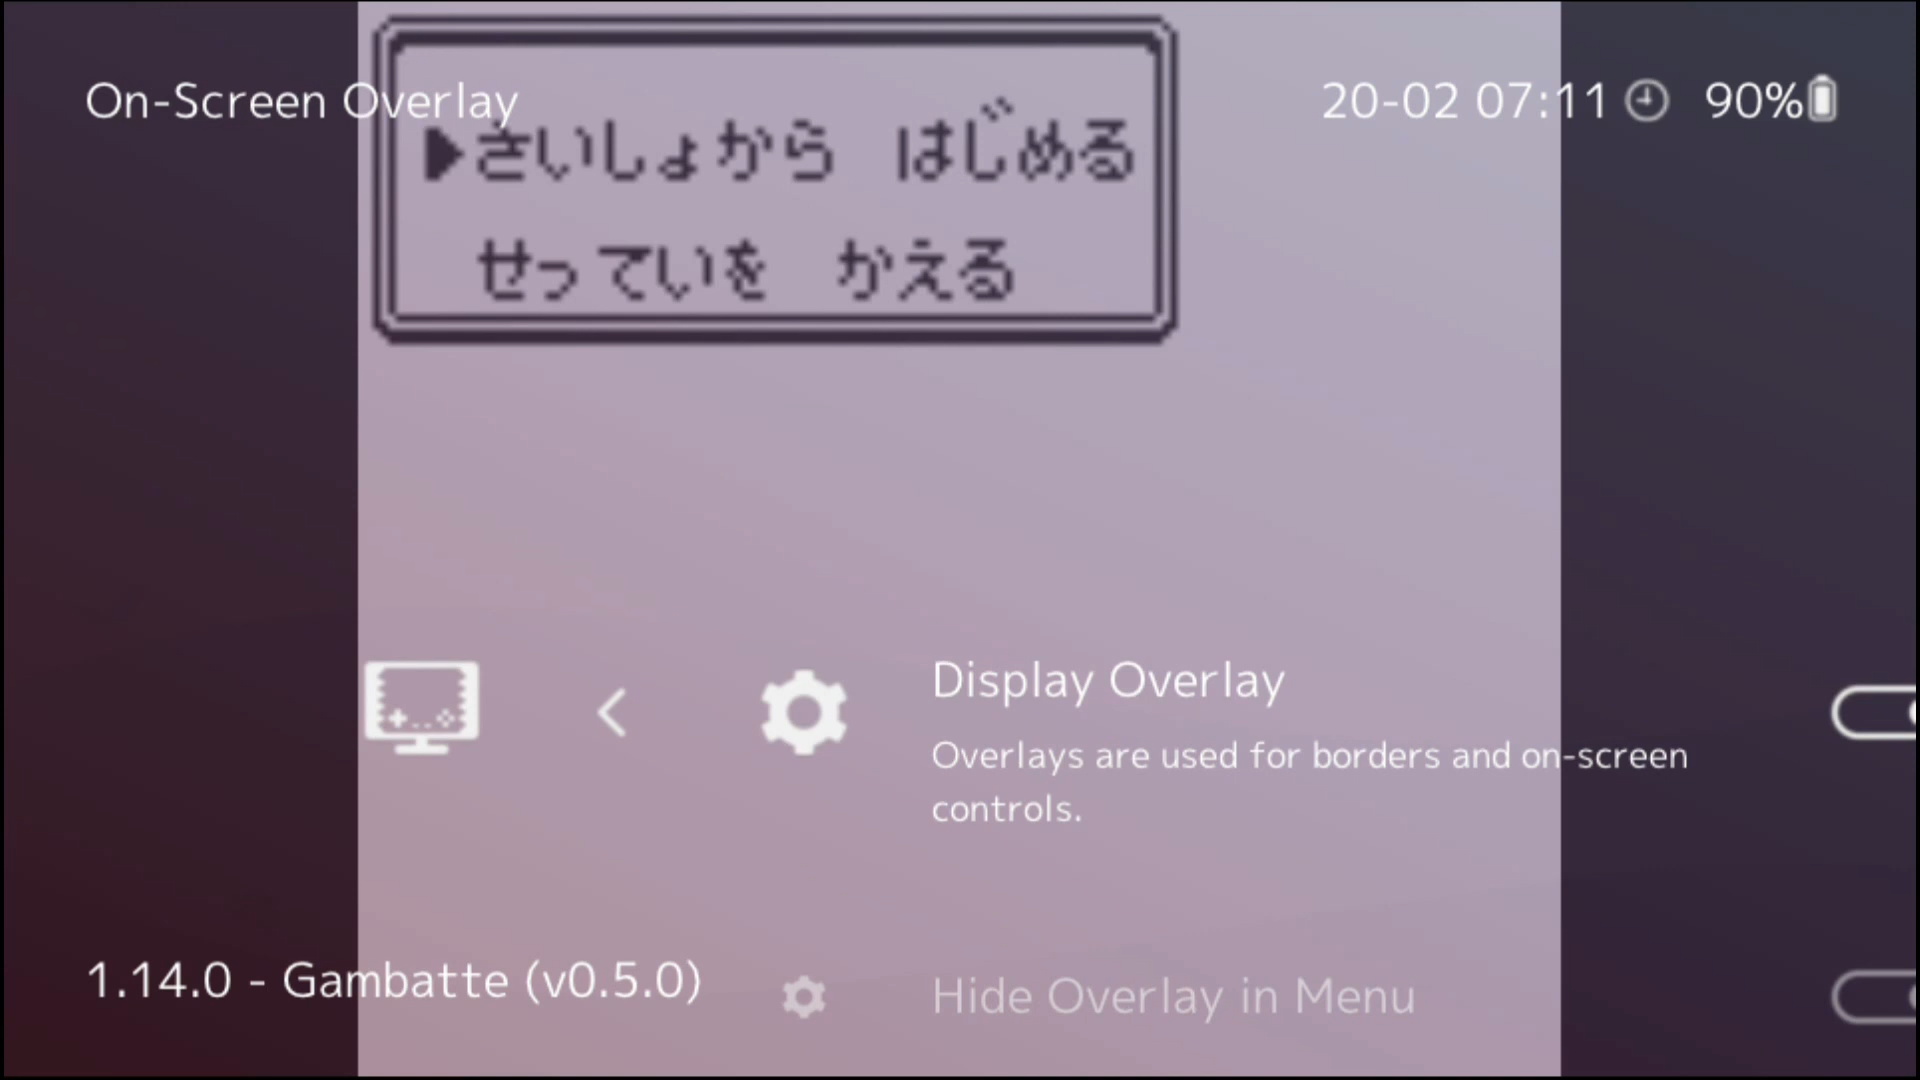 On-Screen Overlay
20-02 07:11 90%
▶さいしょから はじめる
せっていを かえる
Display Overlay
Overlays are used for borders and on-screen
controls.
1.14.0 - Gambatte (v0.5.0)
Hide Overlay in Menu